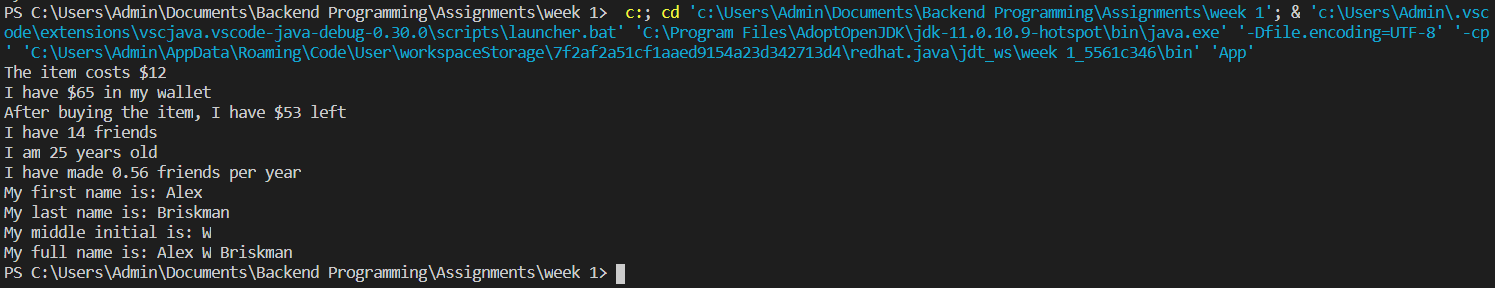 PS C:\Users\Admin\Documents\Backend Programming\Assignments\week 1>  c:; cd 'c:\Users\Admin\Documents\Backend Programming\Assignments\week 1'; & 'c:\Users\Admin\.vsc
ode\extensions\vscjava.vscode-java-debug-0.30.0\scripts\launcher.bat' 'C:\Program Files\AdoptOpenJDK\jdk-11.0.10.9-hotspot\bin\java.exe' '-Dfile.encoding=UTF-8' '-cp
' 'C:\Users\Admin\AppData\Roaming\Code\User\workspaceStorage\7f2af2a51cf1aaed9154a23d342713d4\redhat.java\jdt_ws\week 1_5561c346\bin' 'App'
The item costs $12
I have $65 in my wallet
After buying the item, I have $53 left
I have 14 friends
I am 25 years old
I have made 0.56 friends per year
My first name is: Alex
My last name is: Briskman
My middle initial is: W
My full name is: Alex W Briskman
PS C:\Users\Admin\Documents\Backend Programming\Assignments\week 1>